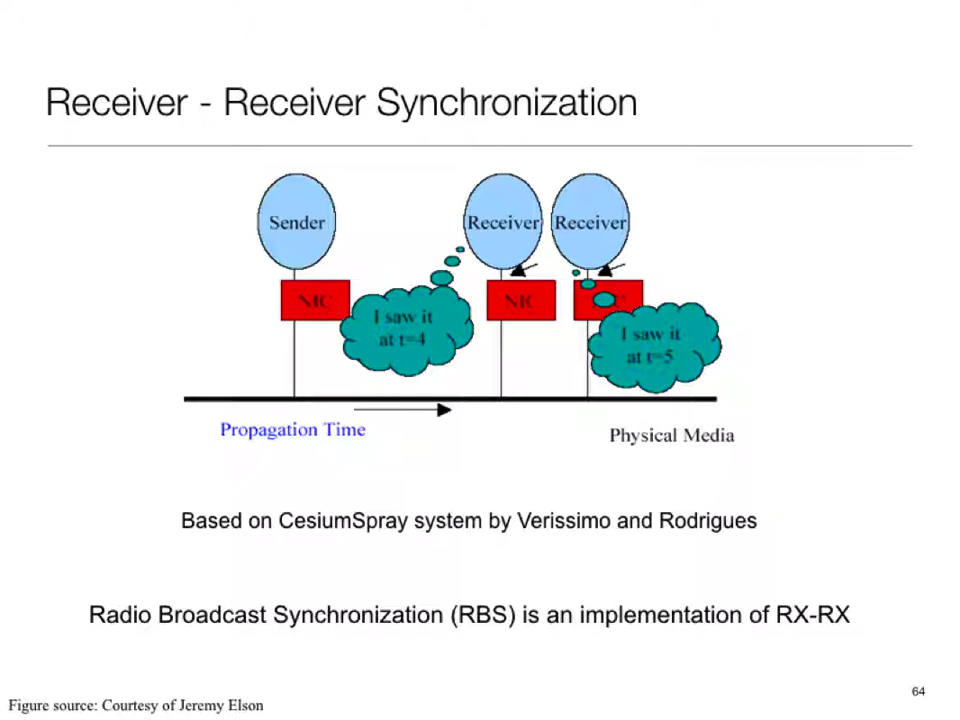 Receiver - Receiver Synchronization
Sender
Receiver
Receiver
NIC
I saw it
at t=4
NIC
I saw it
at t=5
Propagation Time
Physical Media
Based on CesiumSpray system by Verissimo and Rodrigues
Radio Broadcast Synchronization (RBS) is an implementation of RX-RX
64
Figure source: Courtesy of Jeremy Elson